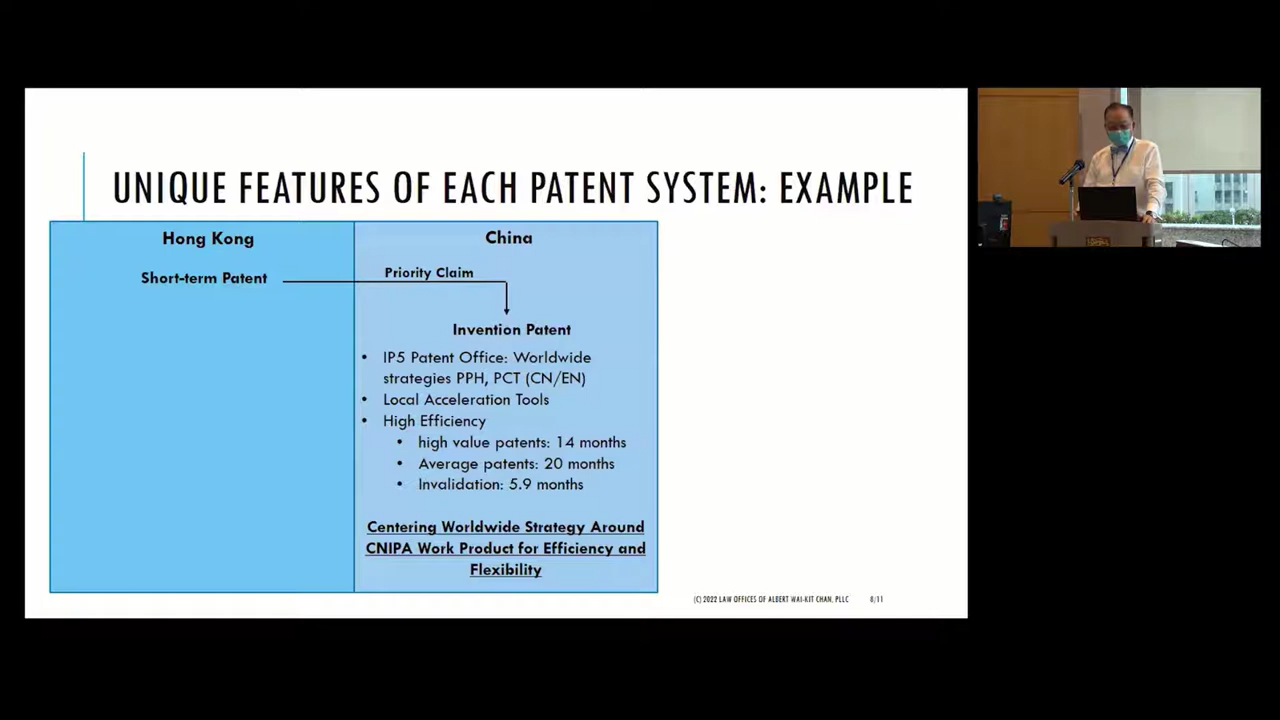 UNIQUE FEATURES OF EACH PATENT SYSTEM: EXAMPLE
Hong Kong
China
Short-term Patent
Priority Claim
Invention Patent
• IP5 Patent Office: Worldwide
strategies PPH, PCT (CN/EN)
• Local Acceleration Tools
• High Efficiency
• high value patents: 14 months
• Average patents: 20 months
• Invalidation: 5.9 months
Centering Worldwide Strategy Around
CNIPA Work Product for Efficiency and
Flexibility
(C) 2022 LAW OFFICES OF ALBERT WAI-KIT CHAN, PLLC
8/11